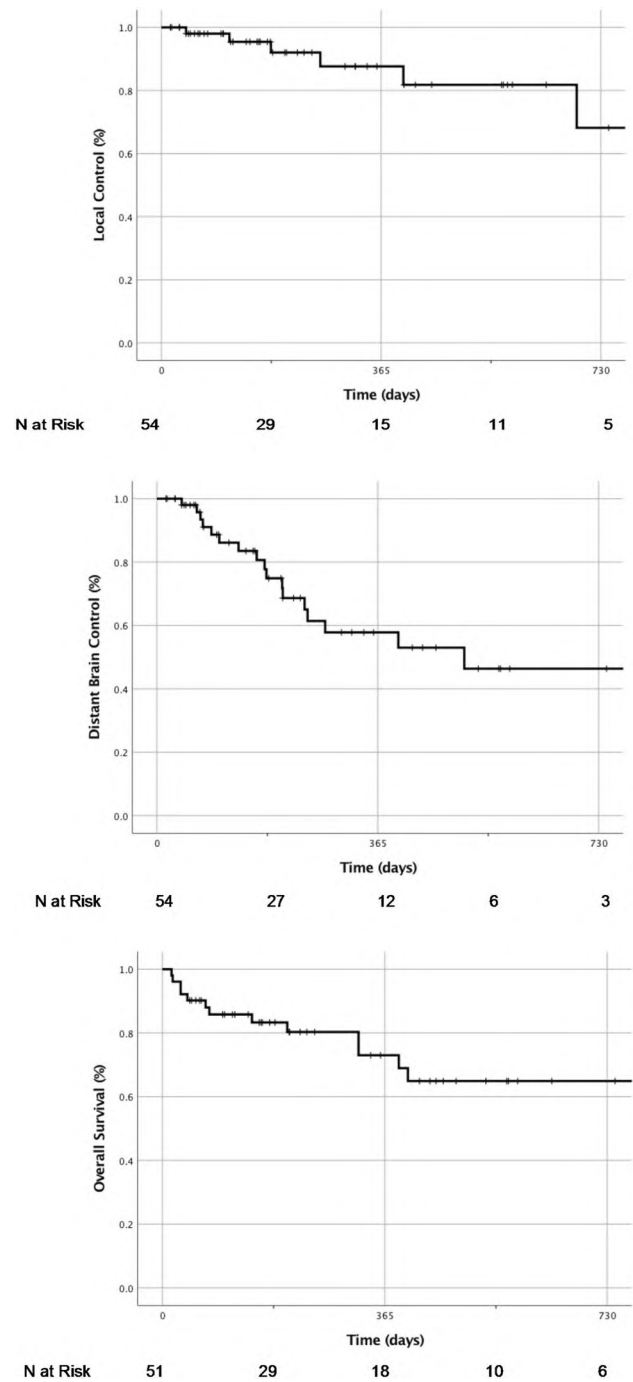 1.0
0.8
0.6
0.4
0.2
0.0
Local Control (%)
0 365 730
Time (days)
N at Risk 54 29 15 11 5
1.0
0.8
0.6
0.4
0.2
0.0
Distant Brain Control (%)
0 365 730
Time (days)
N at Risk 54 27 12 6 3
1.0
0.8
0.6
0.4
0.2
0.0
Overall Survival (%)
0 365 730
Time (days)
N at Risk 51 29 18 10 6